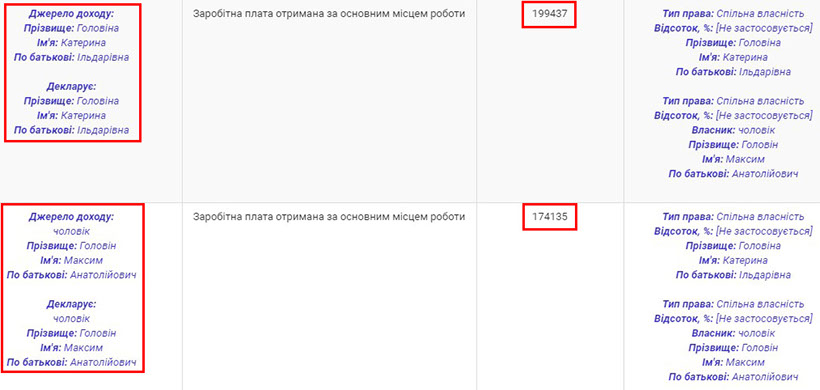 Джерело доходу:
Прізвище: Головіна
Ім'я: Катерина
По батькові: Ільдарівна
Декларує:
Прізвище: Головіна
Ім'я: Катерина
По батькові: Ільдарівна
Заробітна плата отримана за основним місцем роботи
199437
Тип права: Спільна власність
Відсоток, %: [Не застосовується]
Прізвище: Головіна
Ім'я: Катерина
По батькові: Ільдарівна
Тип права: Спільна власність
Відсоток, %: [Не застосовується]
Власник: чоловік
Прізвище: Головін
Ім'я: Максим
По батькові: Анатолійович
Джерело доходу:
чоловік
Прізвище: Головін
Ім'я: Максим
По батькові: Анатолійович
Декларує:
чоловік
Прізвище: Головін
Ім'я: Максим
По батькові: Анатолійович
Заробітна плата отримана за основним місцем роботи
174135
Тип права: Спільна власність
Відсоток, %: [Не застосовується]
Прізвище: Головіна
Ім'я: Катерина
По батькові: Ільдарівна
Тип права: Спільна власність
Відсоток, %: [Не застосовується]
Власник: чоловік
Прізвище: Головін
Ім'я: Максим
По батькові: Анатолійович